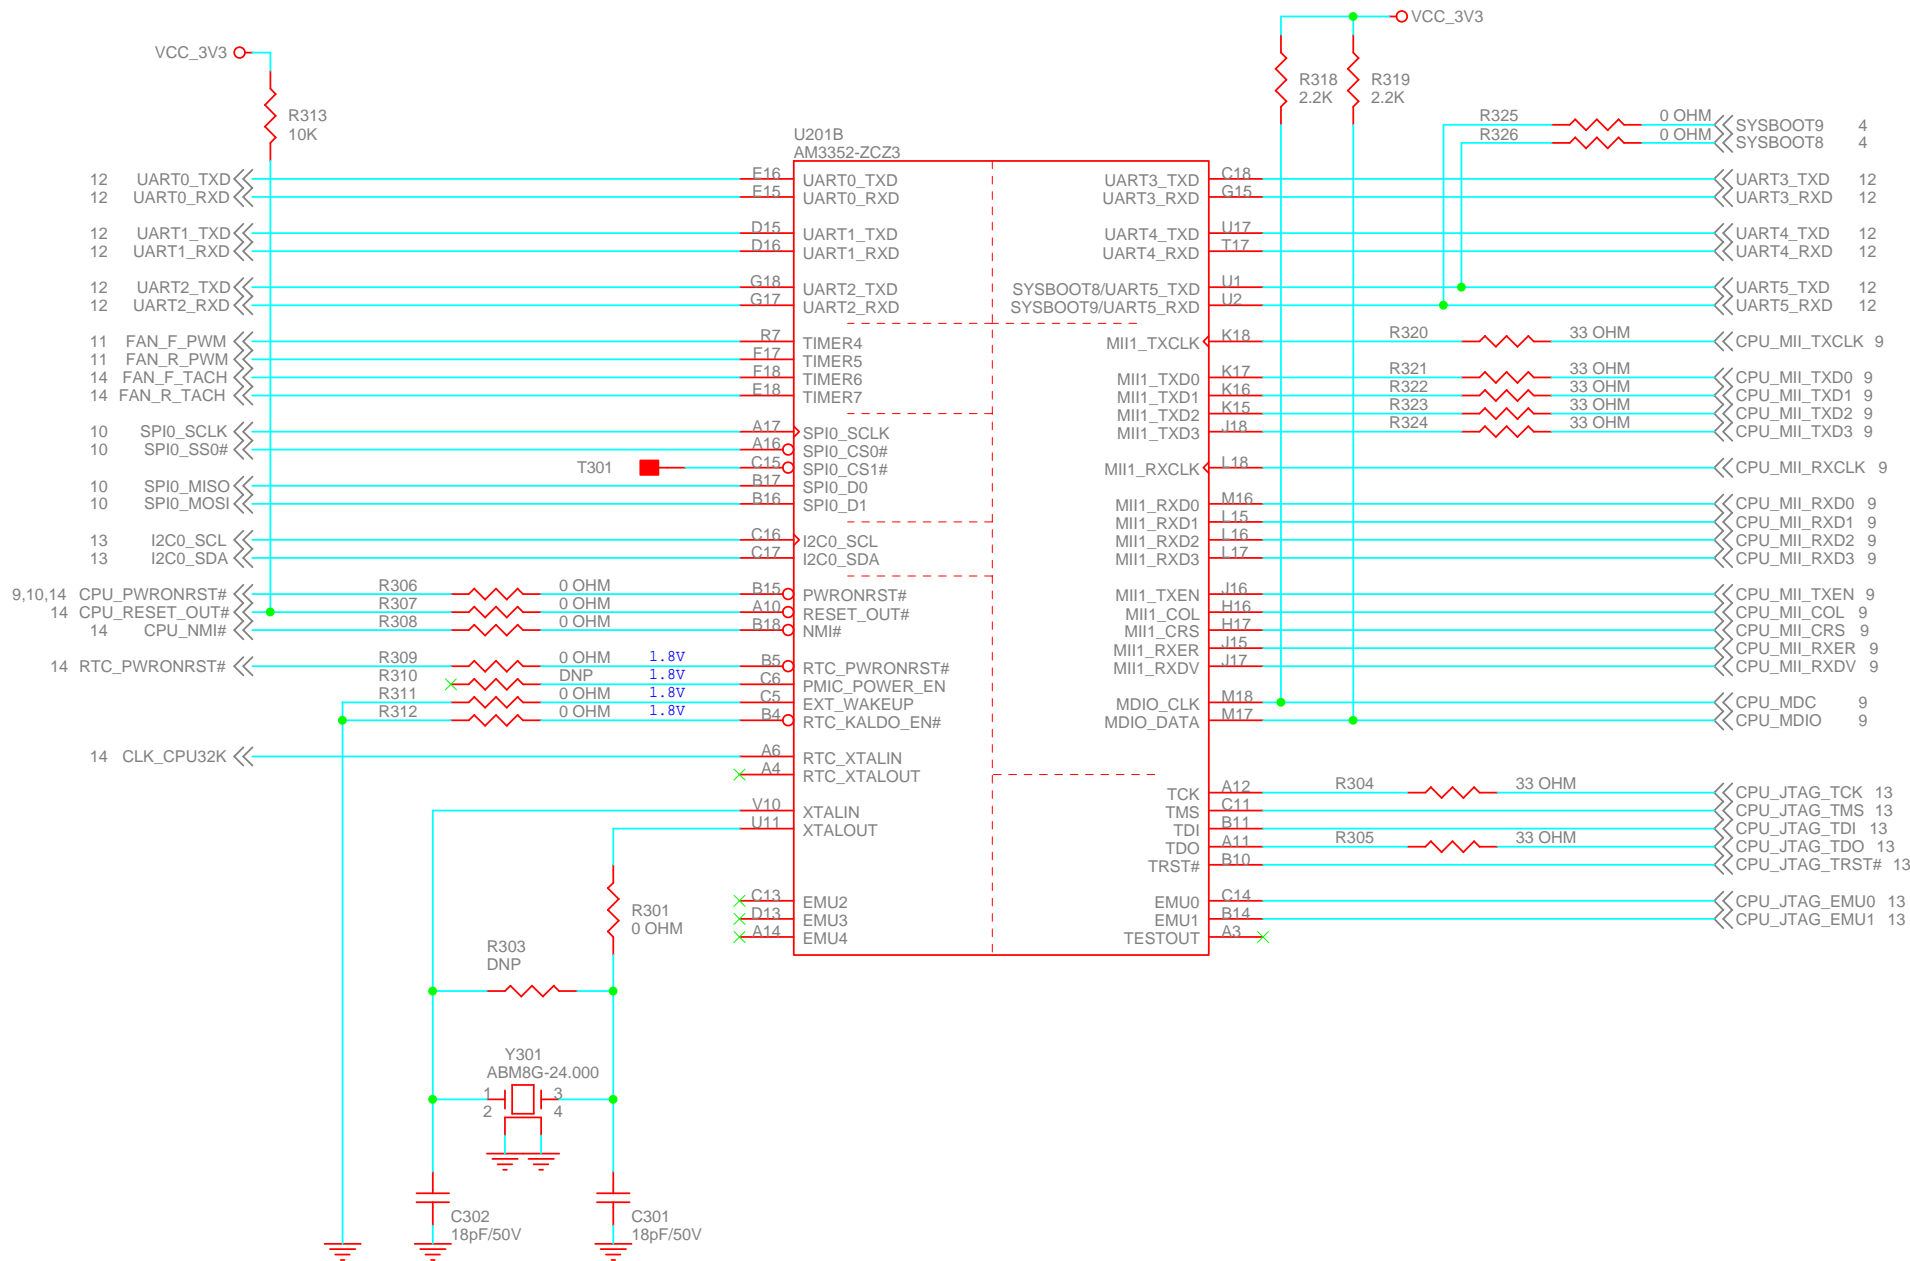 VCC_3V3
VCC_3V3
R313
10K
R318
2.2K
R319
2.2K
U201B
AM3352-ZCZ3
R325 0 OHM SYSBOOT9 4
R326 0 OHM SYSBOOT8 4
12 UART0_TXD E16 UART0_TXD
12 UART0_RXD E15 UART0_RXD
12 UART1_TXD D15 UART1_TXD
12 UART1_RXD D16 UART1_RXD
12 UART2_TXD G18 UART2_TXD
12 UART2_RXD G17 UART2_RXD
11 FAN_F_PWM R7 TIMER4
11 FAN_R_PWM F17 TIMER5
14 FAN_F_TACH F18 TIMER6
14 FAN_R_TACH E18 TIMER7
10 SPI0_SCLK A17 SPI0_SCLK
10 SPI0_SS0# A16 SPI0_CS0#
T301 C15 SPI0_CS1#
10 SPI0_MISO B17 SPI0_D0
10 SPI0_MOSI B16 SPI0_D1
13 I2C0_SCL C16 I2C0_SCL
13 I2C0_SDA C17 I2C0_SDA
9,10,14 CPU_PWRONRST# R306 0 OHM B15 PWRONRST#
14 CPU_RESET_OUT# R307 0 OHM A10 RESET_OUT#
14 CPU_NMI# R308 0 OHM B18 NMI#
14 RTC_PWRONRST# R309 0 OHM 1.8V B5 RTC_PWRONRST#
R310 DNP 1.8V C6 PMIC_POWER_EN
R311 0 OHM 1.8V C5 EXT_WAKEUP
R312 0 OHM 1.8V B4 RTC_KALDO_EN#
14 CLK_CPU32K A6 RTC_XTALIN
A4 RTC_XTALOUT
V10 XTALIN
U11 XTALOUT
C13 EMU2
D13 EMU3
A14 EMU4
UART3_TXD C18 UART3_TXD 12
UART3_RXD G15 UART3_RXD 12
UART4_TXD U17 UART4_TXD 12
UART4_RXD T17 UART4_RXD 12
SYSBOOT8/UART5_TXD U1 UART5_TXD 12
SYSBOOT9/UART5_RXD U2 UART5_RXD 12
MII1_TXCLK K18 R320 33 OHM CPU_MII_TXCLK 9
MII1_TXD0 K17 R321 33 OHM CPU_MII_TXD0 9
MII1_TXD1 K16 R322 33 OHM CPU_MII_TXD1 9
MII1_TXD2 K15 R323 33 OHM CPU_MII_TXD2 9
MII1_TXD3 J18 R324 33 OHM CPU_MII_TXD3 9
MII1_RXCLK L18 CPU_MII_RXCLK 9
MII1_RXD0 M16 CPU_MII_RXD0 9
MII1_RXD1 L15 CPU_MII_RXD1 9
MII1_RXD2 L16 CPU_MII_RXD2 9
MII1_RXD3 L17 CPU_MII_RXD3 9
MII1_TXEN J16 CPU_MII_TXEN 9
MII1_COL H16 CPU_MII_COL 9
MII1_CRS H17 CPU_MII_CRS 9
MII1_RXER J15 CPU_MII_RXER 9
MII1_RXDV J17 CPU_MII_RXDV 9
MDIO_CLK M18 CPU_MDC 9
MDIO_DATA M17 CPU_MDIO 9
TCK A12 R304 33 OHM CPU_JTAG_TCK 13
TMS C11 CPU_JTAG_TMS 13
TDI B11 CPU_JTAG_TDI 13
TDO A11 R305 33 OHM CPU_JTAG_TDO 13
TRST# B10 CPU_JTAG_TRST# 13
EMU0 C14 CPU_JTAG_EMU0 13
EMU1 B14 CPU_JTAG_EMU1 13
TESTOUT A3
R301
0 OHM
R303
DNP
Y301
ABM8G-24.000
1 3
2 4
C302
18pF/50V
C301
18pF/50V